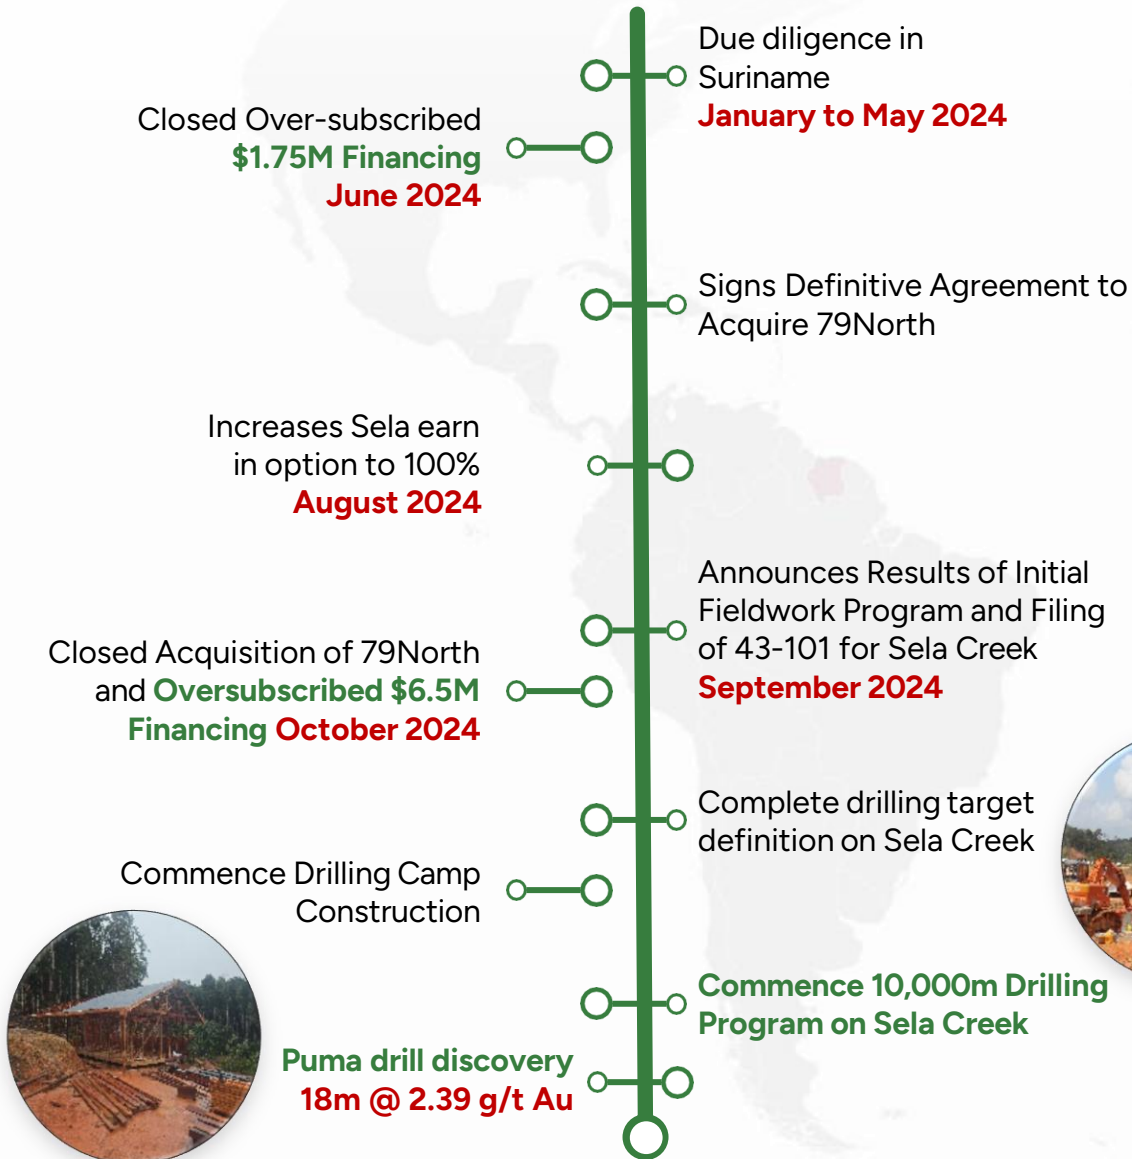 Due diligence in
Suriname
January to May 2024
Closed Over-subscribed
$1.75M Financing
June 2024
Signs Definitive Agreement to
Acquire 79North
Increases Sela earn
in option to 100%
August 2024
Announces Results of Initial
Fieldwork Program and Filing
of 43-101 for Sela Creek
September 2024
Closed Acquisition of 79North
and Oversubscribed $6.5M
Financing October 2024
Complete drilling target
definition on Sela Creek
Commence Drilling Camp
Construction
Commence 10,000m Drilling
Program on Sela Creek
Puma drill discovery
18m @ 2.39 g/t Au